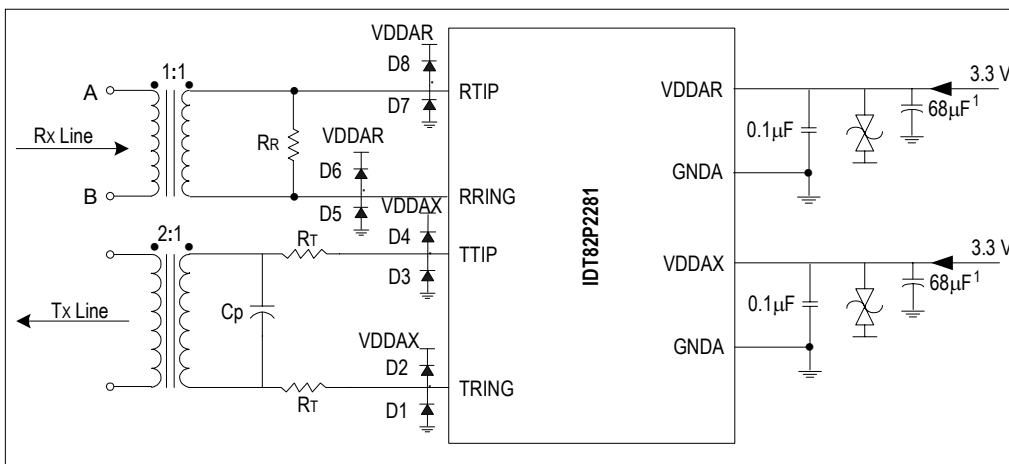 VDDAR
D8
1:1
A
D7
RTIP
VDDAR
3.3 V
VDDAR
68μF1
0.1μF
Rx Line
RR
D6
GNDA
B
D5
RRING
VDDAX
2:1
RT
D4
TTIP
D3
IDT82P2281
3.3 V
VDDAX
68μF1
0.1μF
Tx Line
Cp
VDDAX
GNDA
D2
RT
TRING
D1